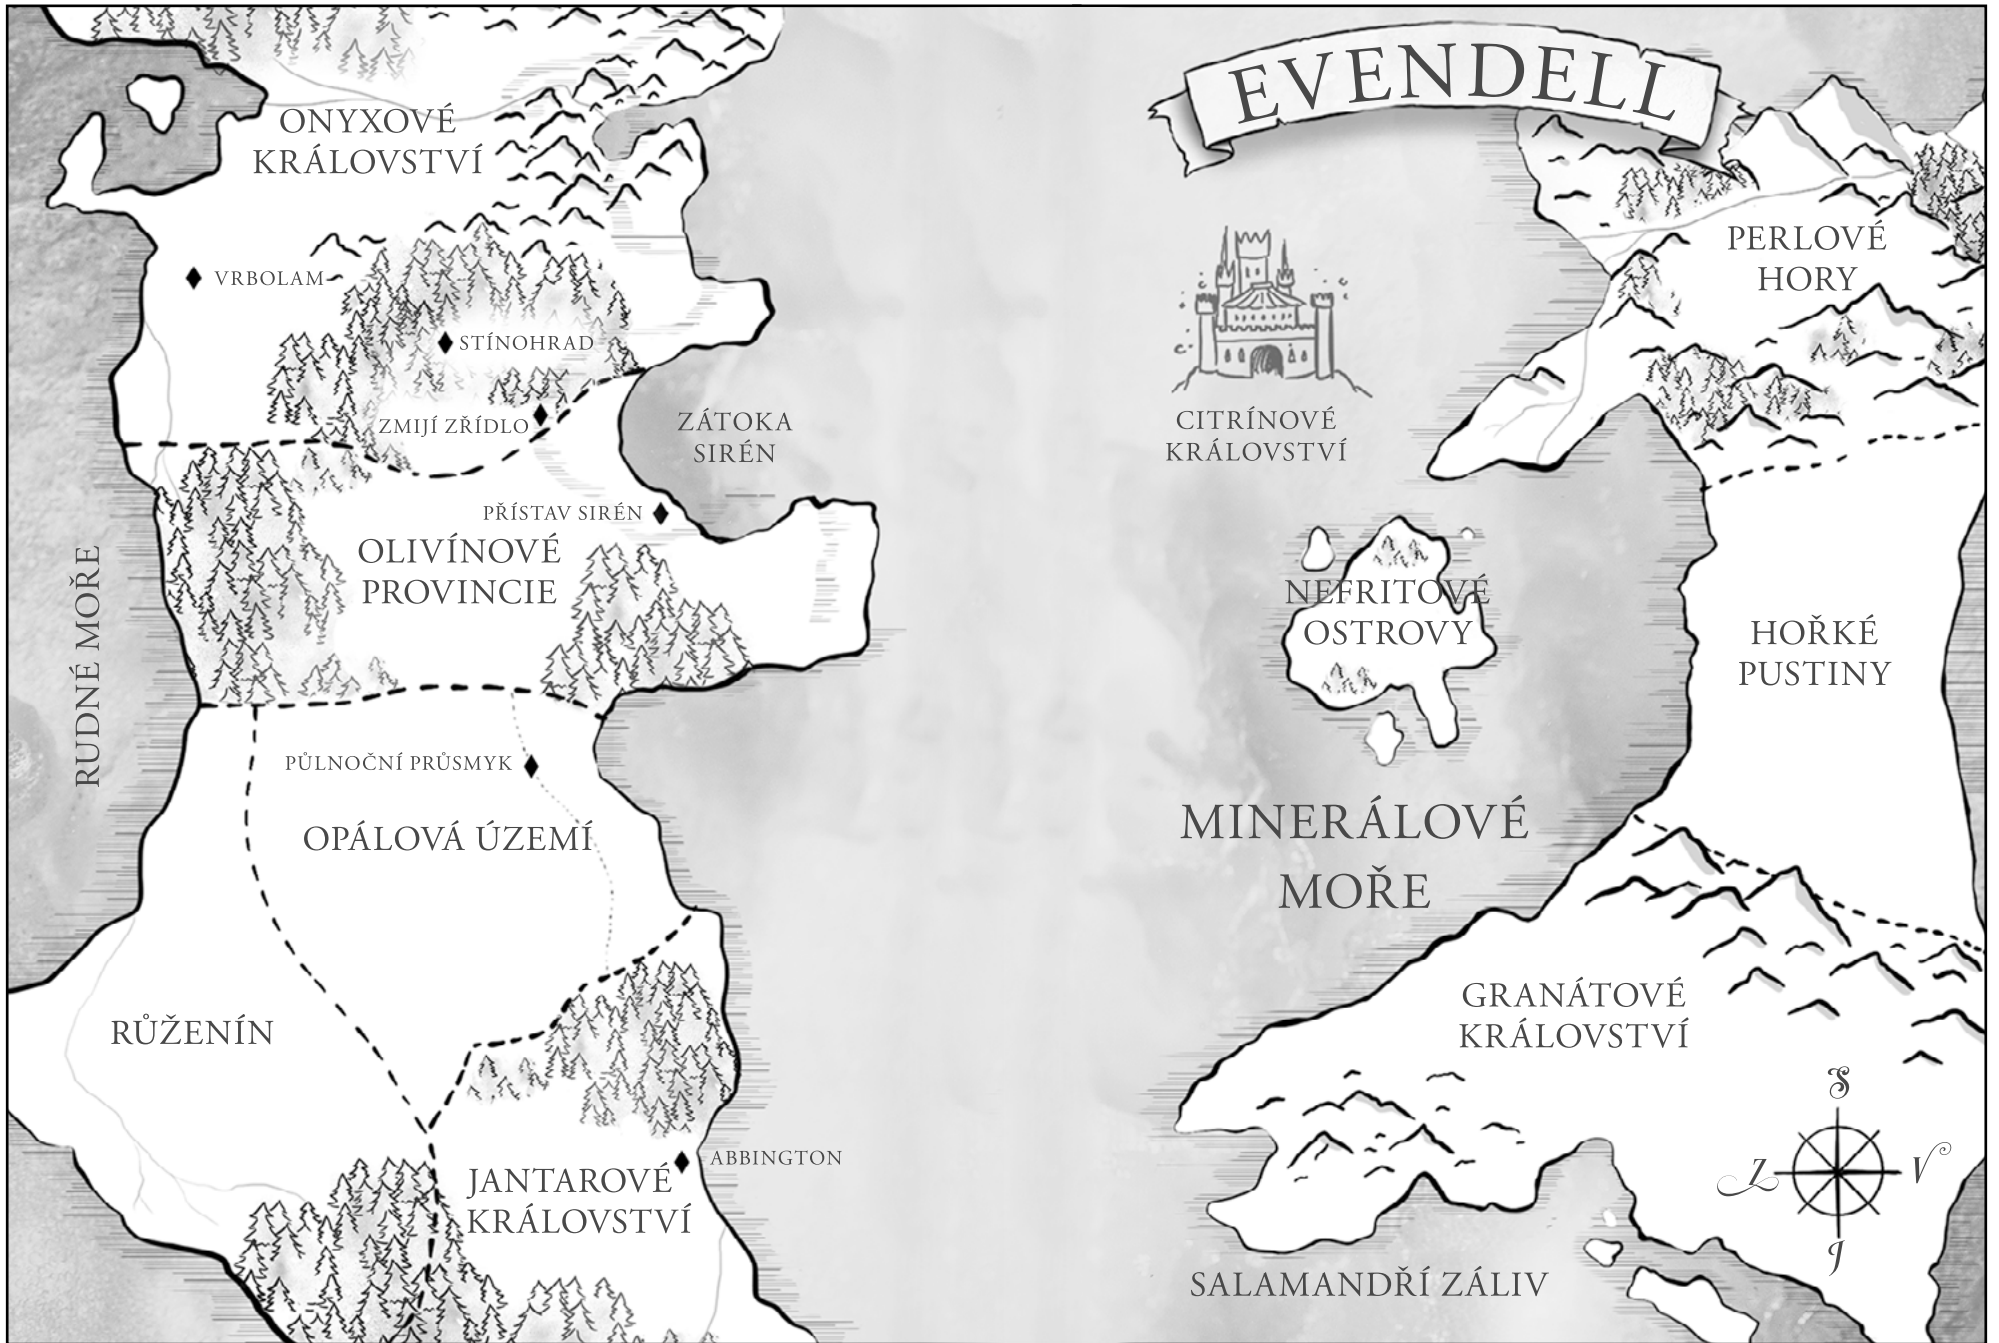 EVENDELL
ONYXOVÉ
KRÁLOVSTVÍ
VRBOLAM
STÍNOHRAD
ZMIJÍ ZŘÍDLO
ZÁTOKA
SIRÉN
PŘÍSTAV SIRÉN
OLIVÍNOVÉ
PROVINCIE
RUDNÉ MOŘE
PŮLNOČNÍ PRŮSMYK
OPÁLOVÁ ÚZEMÍ
RŮŽENÍN
JANTAROVÉ
KRÁLOVSTVÍ
ABBINGTON
CITRÍNOVÉ
KRÁLOVSTVÍ
PERLOVÉ
HORY
NEFRITOVÉ
OSTROVY
HOŘKÉ
PUSTINY
MINERÁLOVÉ
MOŘE
GRANÁTOVÉ
KRÁLOVSTVÍ
SALAMANDŘÍ ZÁLIV
S
Z
V
J